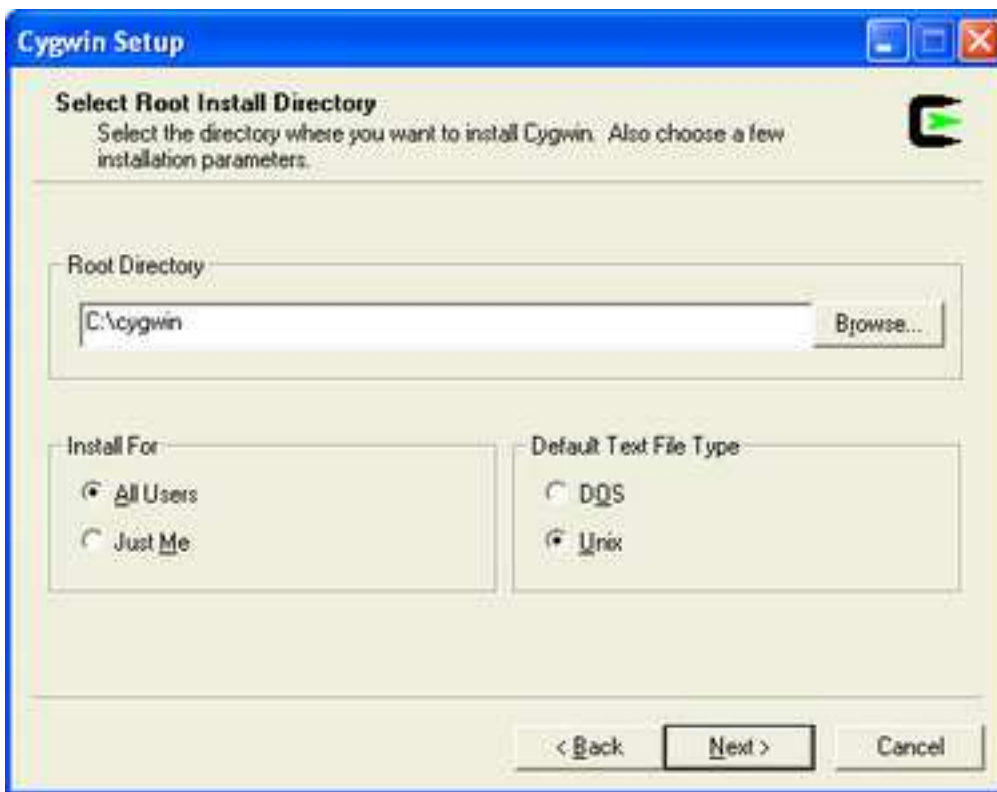 Cygwin Setup
Select Root Install Directory
Select the directory where you want to install Cygwin. Also choose a few
installation parameters.
Root Directory
C:\cygwin
Browse...
Install For
Default Text File Type
All Users
DOS
Just Me
Unix
< Back
Next >
Cancel